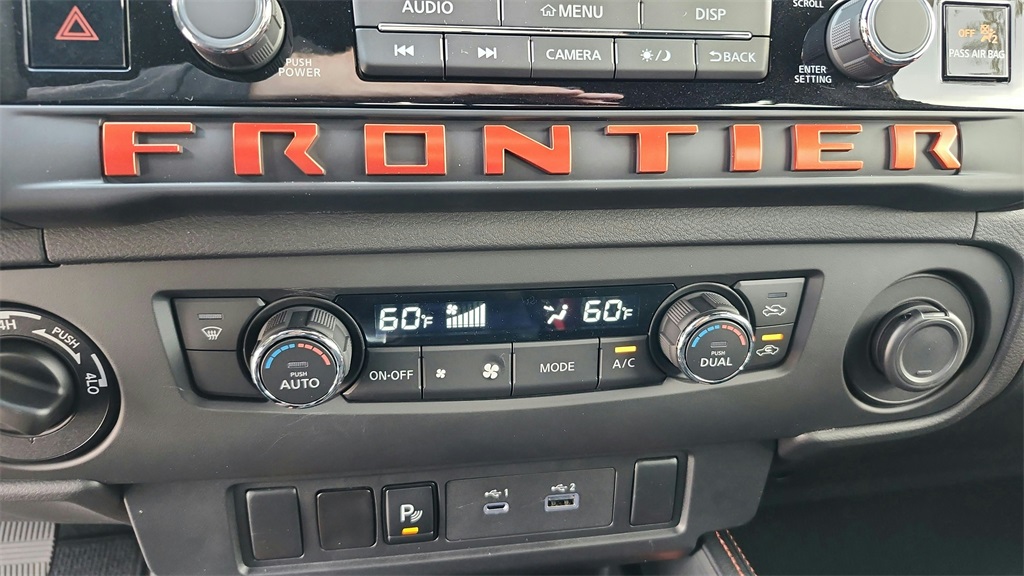 AUDIO MENU DISP SCROLL
CAMERA BACK
PUSH POWER
ENTER SETTING
OFF 2
PASS AIR BAG
FRONTIER
4H PUSH 4LO
60°F 60°F
PUSH AUTO
ON·OFF MODE A/C
PUSH DUAL
P 1 2